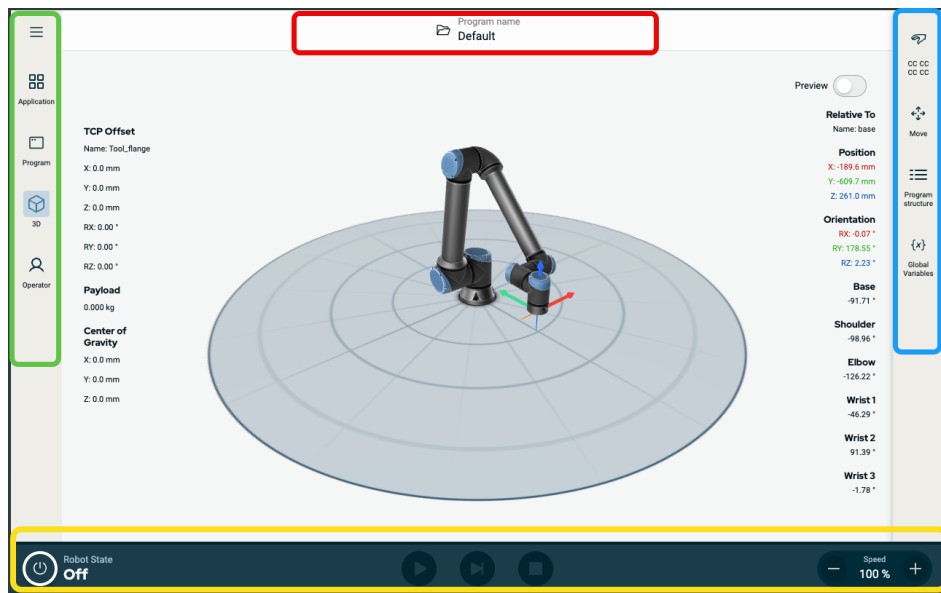 Program name
Default
Application
Program
3D
Operator
TCP Offset
Name: Tool_flange
X: 0.0 mm
Y: 0.0 mm
Z: 0.0 mm
RX: 0.00 °
RY: 0.00 °
RZ: 0.00 °
Payload
0.000 kg
Center of
Gravity
X: 0.0 mm
Y: 0.0 mm
Z: 0.0 mm
Preview
Relative To
Name: base
Position
X: -189.6 mm
Y: -609.7 mm
Z: 261.0 mm
Orientation
RX: -0.07 °
RY: 178.55 °
RZ: 2.23 °
Base
-91.71 °
Shoulder
-98.96 °
Elbow
-126.22 °
Wrist 1
-46.29 °
Wrist 2
91.39 °
Wrist 3
-1.78 °
CC CC
CC CC
Move
Program
structure
{x}
Global
Variables
Robot State
Off
Speed
100 %